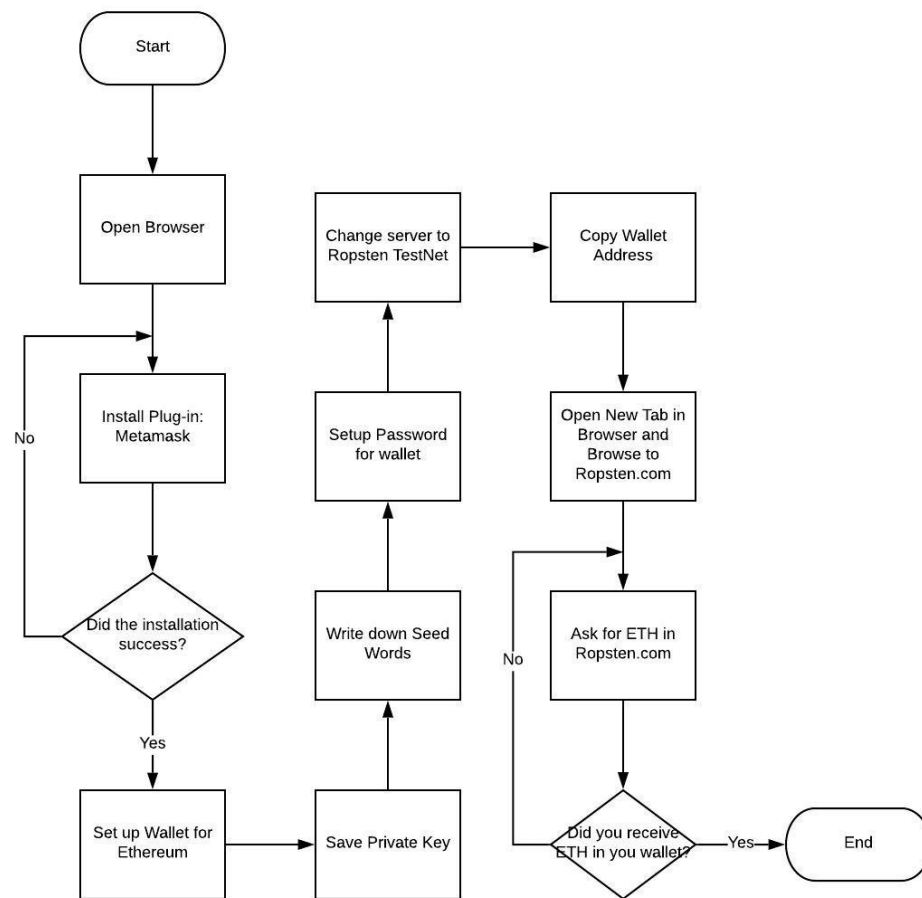 Start
Open Browser
Install Plug-in:
Metamask
No
Did the installation
success?
Yes
Set up Wallet for
Ethereum
Save Private Key
Write down Seed
Words
Setup Password
for wallet
Change server to
Ropsten TestNet
Copy Wallet
Address
Open New Tab in
Browser and
Browse to
Ropsten.com
Ask for ETH in
Ropsten.com
No
Did you receive
ETH in you wallet?
Yes
End